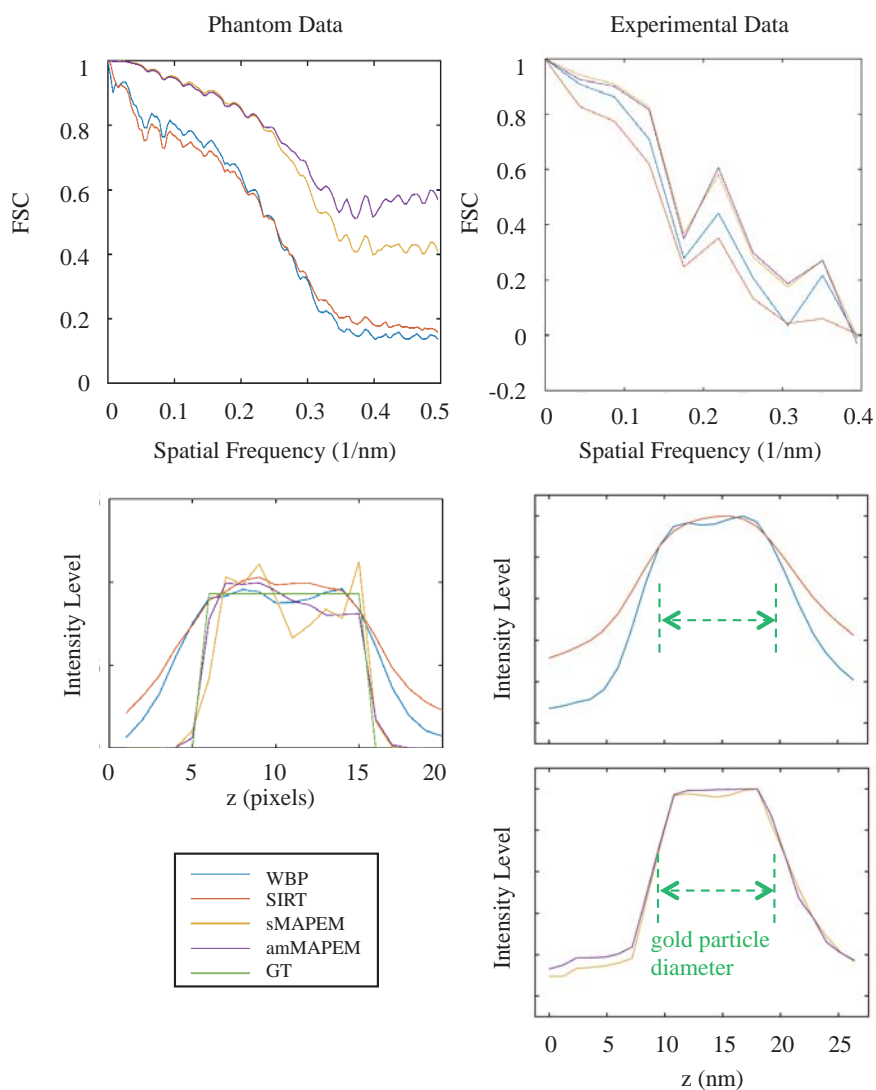 Phantom Data
Experimental Data
1
0.8
0.6
0.4
0.2
0
FSC
0 0.1 0.2 0.3 0.4 0.5
Spatial Frequency (1/nm)
1
0.8
0.6
0.4
0.2
0
-0.2
FSC
0 0.1 0.2 0.3 0.4
Spatial Frequency (1/nm)
Intensity Level
0 5 10 15 20
z (pixels)
Intensity Level
WBP
SIRT
sMAPEM
amMAPEM
GT
Intensity Level
gold particle
diameter
0 5 10 15 20 25
z (nm)